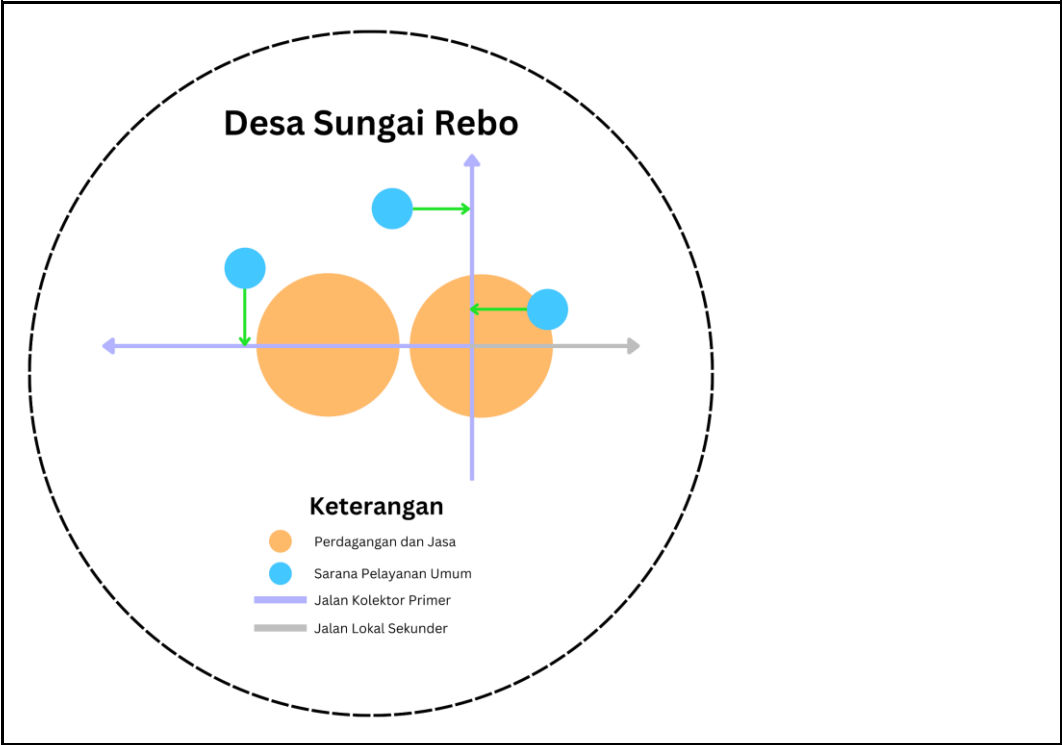 Desa Sungai Rebo
Keterangan
Perdagangan dan Jasa
Sarana Pelayanan Umum
Jalan Kolektor Primer
Jalan Lokal Sekunder